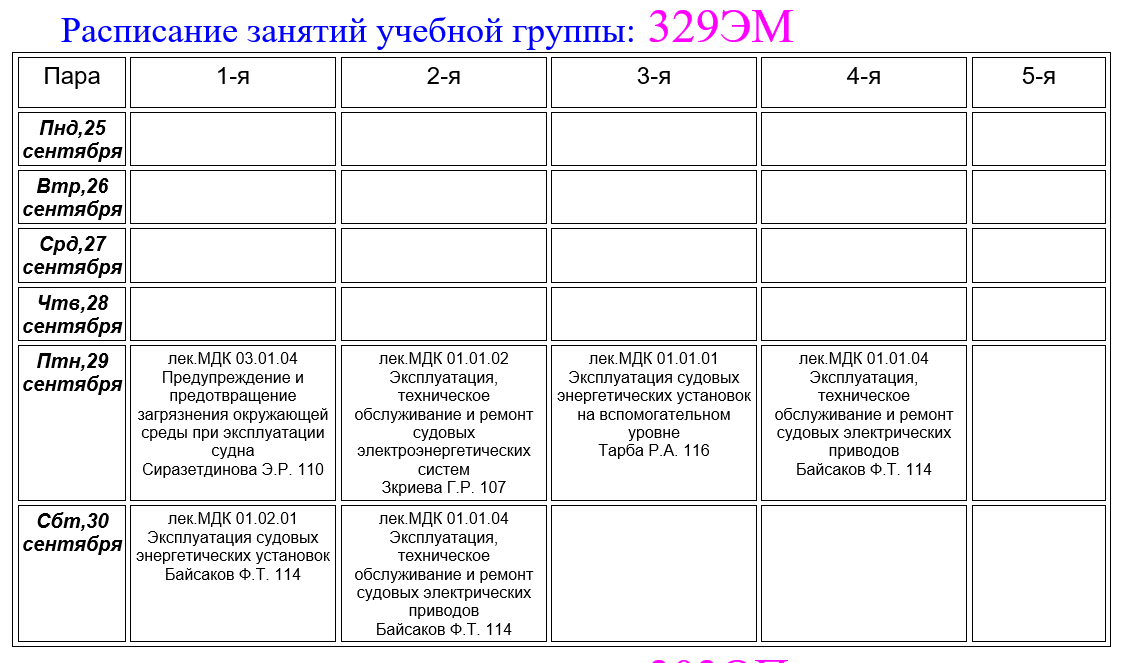 Расписание занятий учебной группы: 329ЭМ
Пара 1-я 2-я 3-я 4-я 5-я
Пнд,25
сентября
Втр,26
сентября
Срд,27
сентября
Чтв,28
сентября
Птн,29
сентября
лек.МДК 03.01.04
Предупреждение и
предотвращение
загрязнения окружающей
среды при эксплуатации
судна
Сиразетдинова Э.Р. 110
лек.МДК 01.01.02
Эксплуатация,
техническое
обслуживание и ремонт
судовых
электроэнергетических
систем
Зкриева Г.Р. 107
лек.МДК 01.01.01
Эксплуатация судовых
энергетических установок
на вспомогательном
уровне
Тарба Р.А. 116
лек.МДК 01.01.04
Эксплуатация,
техническое
обслуживание и ремонт
судовых электрических
приводов
Байсаков Ф.Т. 114
Сбт,30
сентября
лек.МДК 01.02.01
Эксплуатация судовых
энергетических установок
Байсаков Ф.Т. 114
лек.МДК 01.01.04
Эксплуатация,
техническое
обслуживание и ремонт
судовых электрических
приводов
Байсаков Ф.Т. 114